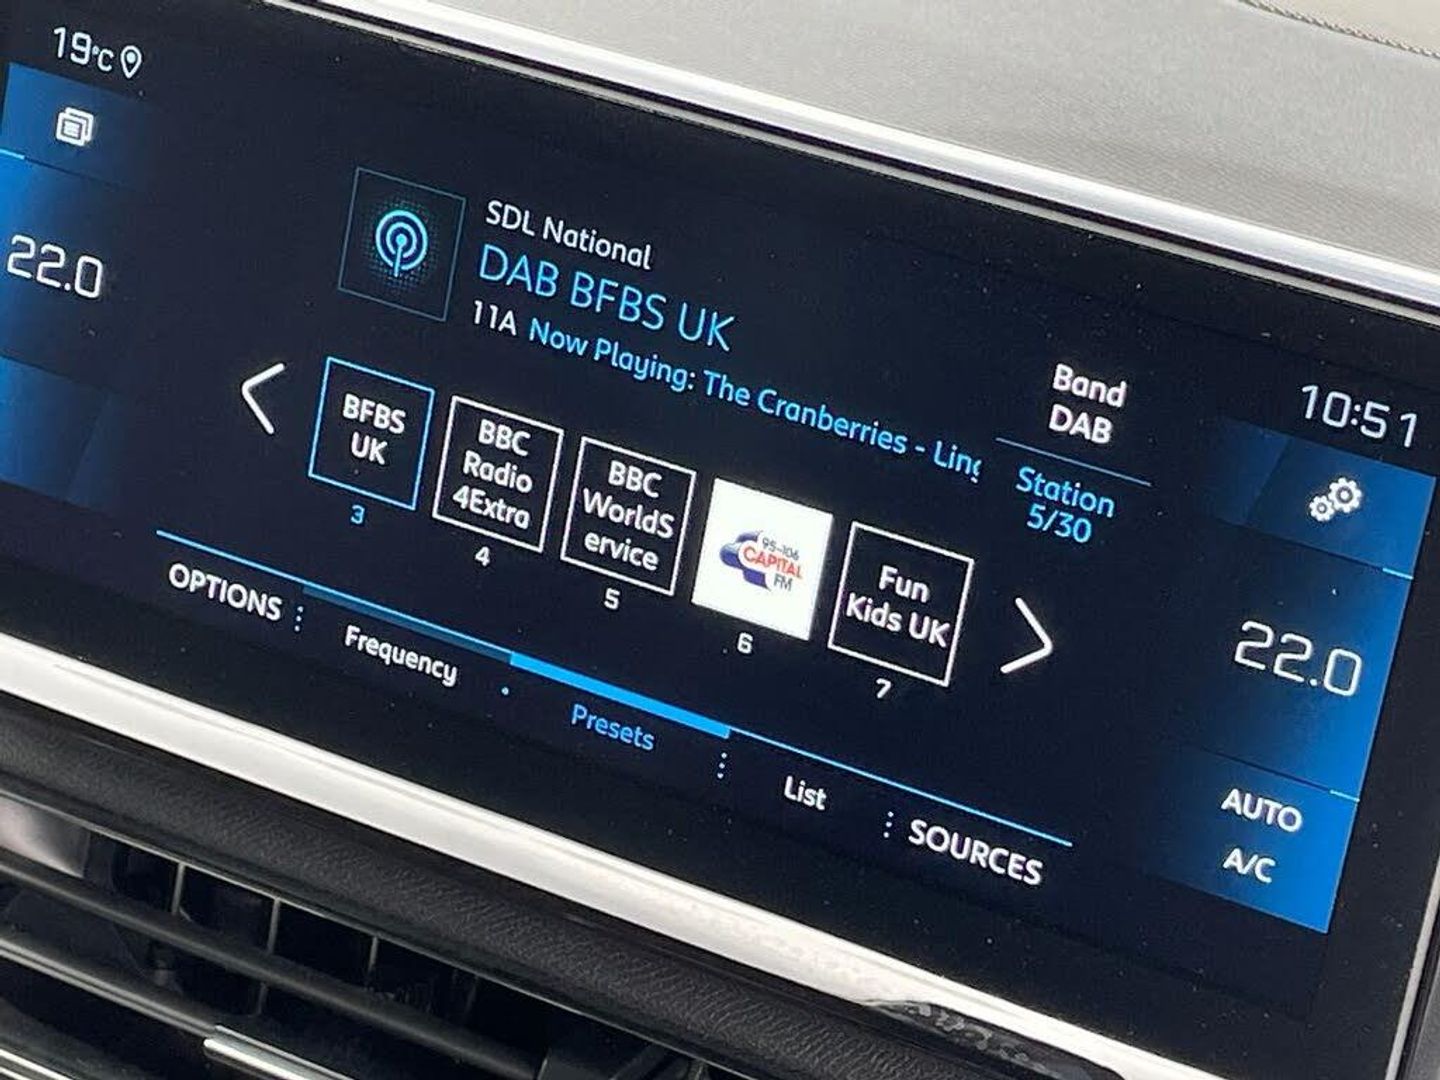 19°C
22.0
SDL National
DAB BFBS UK
11A Now Playing: The Cranberries - Ling
Band
DAB
Station
5/30
10:51
BFBS
UK
3
BBC
Radio
4Extra
4
BBC
WorldS
ervice
5
95-106
CAPITAL
FM
6
Fun
Kids UK
7
22.0
OPTIONS
Frequency
Presets
List
SOURCES
AUTO
A/C